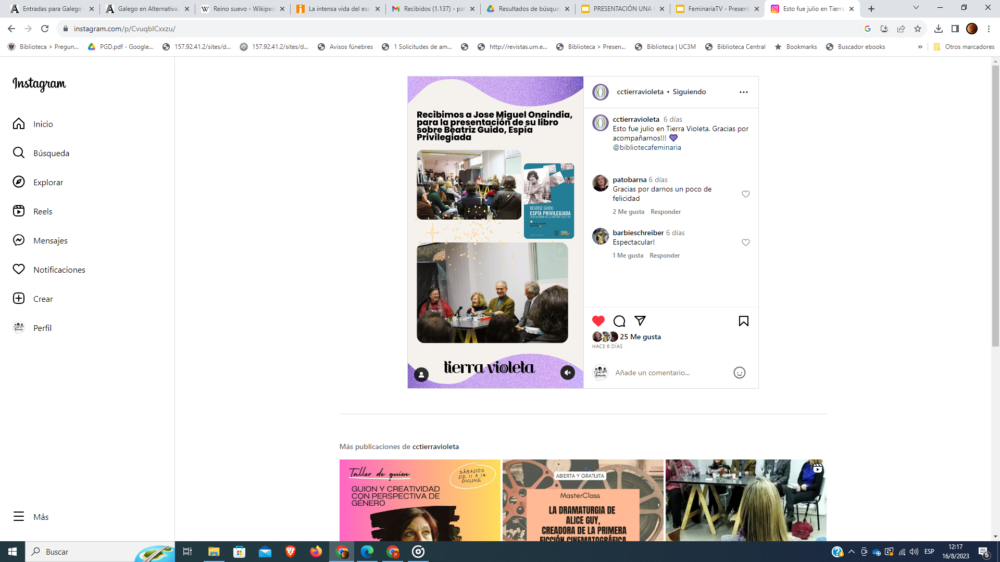 Entradas para Galego
Galego en Alternativa.
Reino suevo - Wikiped
La intensa vida del esc
Recibidos (1.137) - pat
Resultados de búsque
PRESENTACIÓN UNA
FeminariaTV - Present
Esto fue julio en Tierra
instagram.com/p/CvuqblCxxzu/
Biblioteca > Pregun...
PGD.pdf - Google...
157.92.41.2/sites/d...
157.92.41.2/sites/d...
Avisos fúnebres
1 Solicitudes de am...
http://revistas.um.e...
Biblioteca > Presen...
Biblioteca | UC3M
Biblioteca Central
Bookmarks
Buscador ebooks
»
Otros marcadores
Instagram
Inicio
Búsqueda
Explorar
Reels
Mensajes
Notificaciones
Crear
Perfil
Más
Recibimos a Jose Miguel Onaindia,
para la presentación de su libro
sobre Beatriz Guido, Espía
Privilegiada
BEATRIZ GUIDO
ESPÍA PRIVILEGIADA
tierra violeta
cctierravioleta • Siguiendo
cctierravioleta 6 días
Esto fue julio en Tierra Violeta. Gracias por
acompañarnos!!! 💜
@bibliotecafeminaria
patobarna 6 días
Gracias por darnos un poco de
felicidad
2 Me gusta Responder
barbieschreiber 6 días
Espectacular!
1 Me gusta Responder
25 Me gusta
HACE 6 DÍAS
Añade un comentario...
Más publicaciones de cctierravioleta
Taller de guion
SÁBADOS
DE 11 A 14
ONLINE
GUION Y CREATIVIDAD
CON PERSPECTIVA DE
GÉNERO
ABIERTA Y GRATUITA
MasterClass
LA DRAMATURGIA DE
ALICE GUY,
CREADORA DE LA PRIMERA
FICCIÓN CINEMATOGRÁFICA
Buscar
ESP
12:17
16/8/2023
6